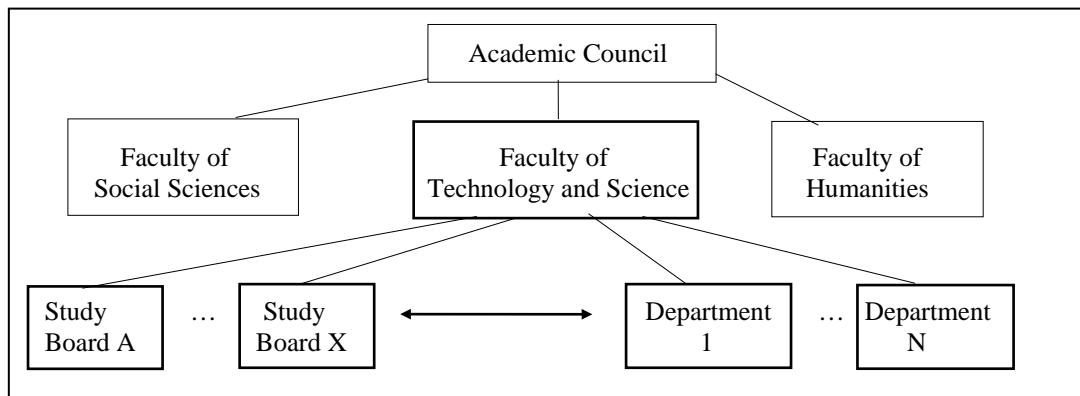 Academic Council
Faculty of
Social Sciences
Faculty of
Technology and Science
Faculty of
Humanities
Study
Board A
…
Study
Board X
Department
1
…
Department
N